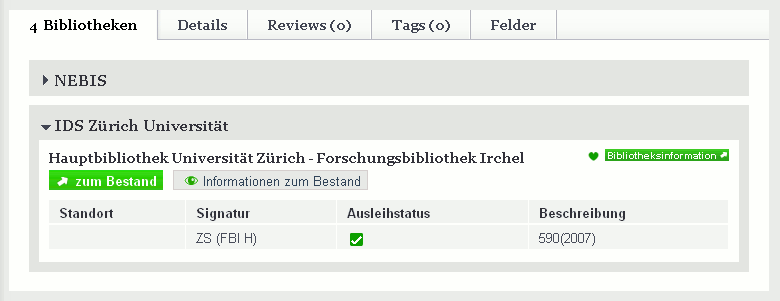 4 Bibliotheken Details Reviews (0) Tags (0) Felder
NEBIS
IDS Zürich Universität
Hauptbibliothek Universität Zürich - Forschungsbibliothek Irchel Bibliotheksinformation
zum Bestand Informationen zum Bestand
Standort Signatur Ausleihstatus Beschreibung
ZS (FBI H) 590(2007)